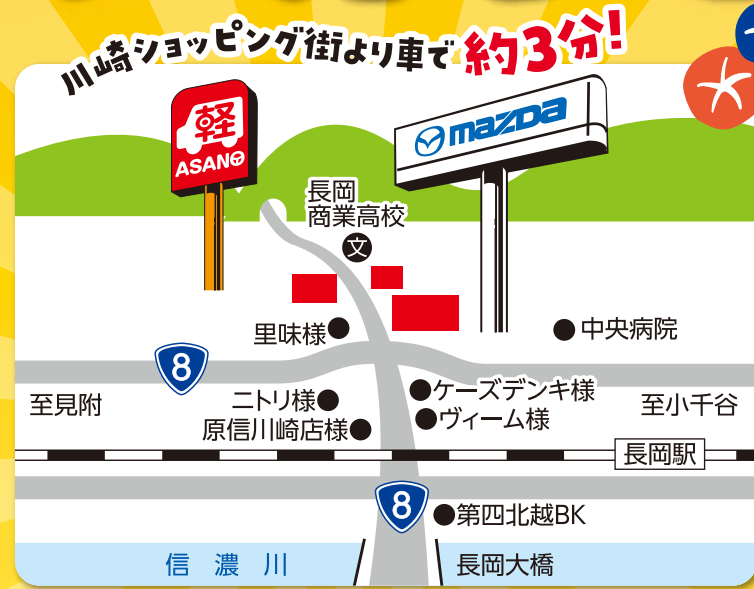 川崎ショッピング街より車で約3分!
軽
ASANO
mazda
長岡
商業高校
文
里味様
中央病院
8
ケーズデンキ様
ニトリ様
至見附
至小千谷
ヴィーム様
原信川崎店様
長岡駅
8
第四北越BK
信濃川
長岡大橋